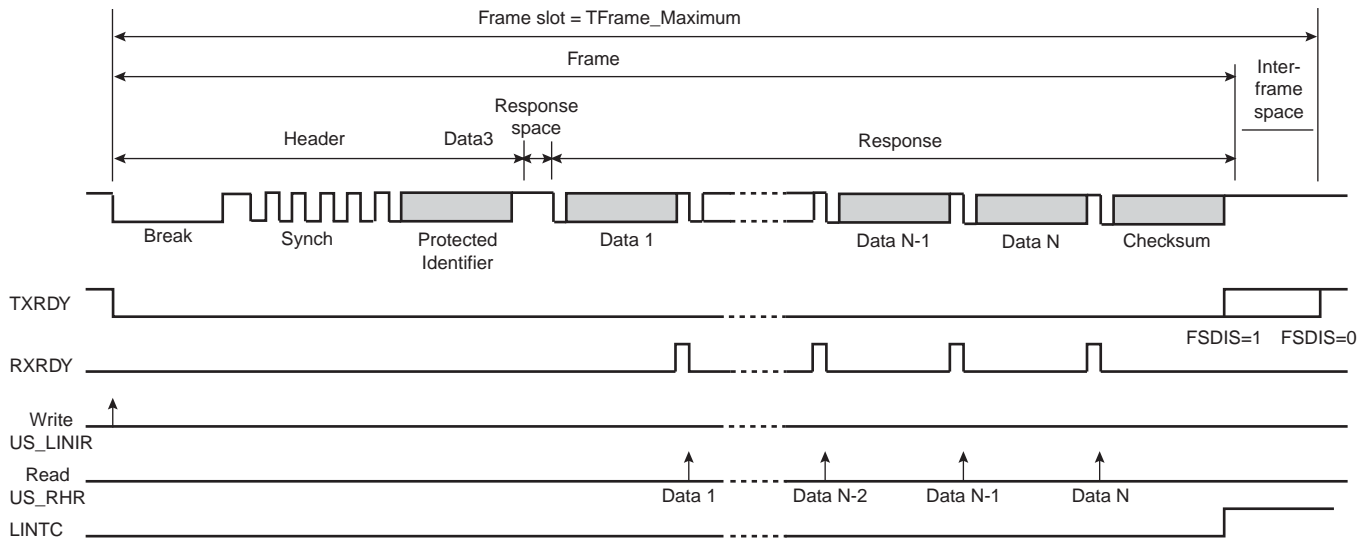 Frame slot = TFrame_Maximum
Frame
Inter-
frame
space
Response
space
Header
Data3
Response
Break
Synch
Protected
Identifier
Data 1
Data N-1
Data N
Checksum
TXRDY
FSDIS=1
FSDIS=0
RXRDY
Write
US_LINIR
Read
US_RHR
Data 1
Data N-2
Data N-1
Data N
LINTC